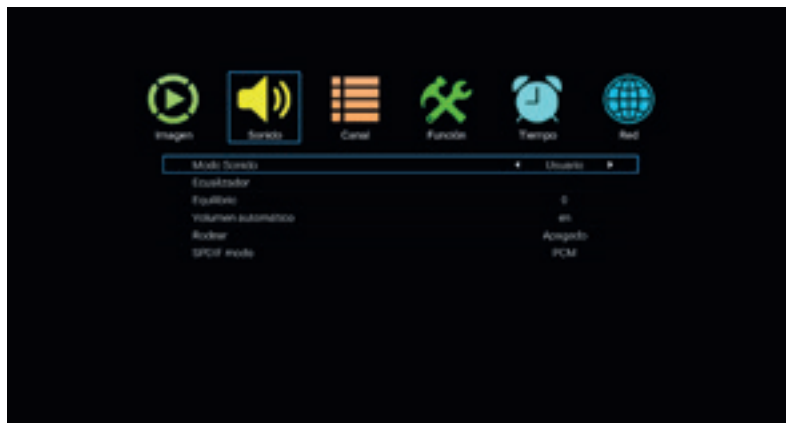 Imagen Sonido Canal Función Tiempo Red
Modo Sonido Usuario
Ecualizador
Equilibrio 0
Volumen automático en
Rodear Apagado
SPDIF modo PCM